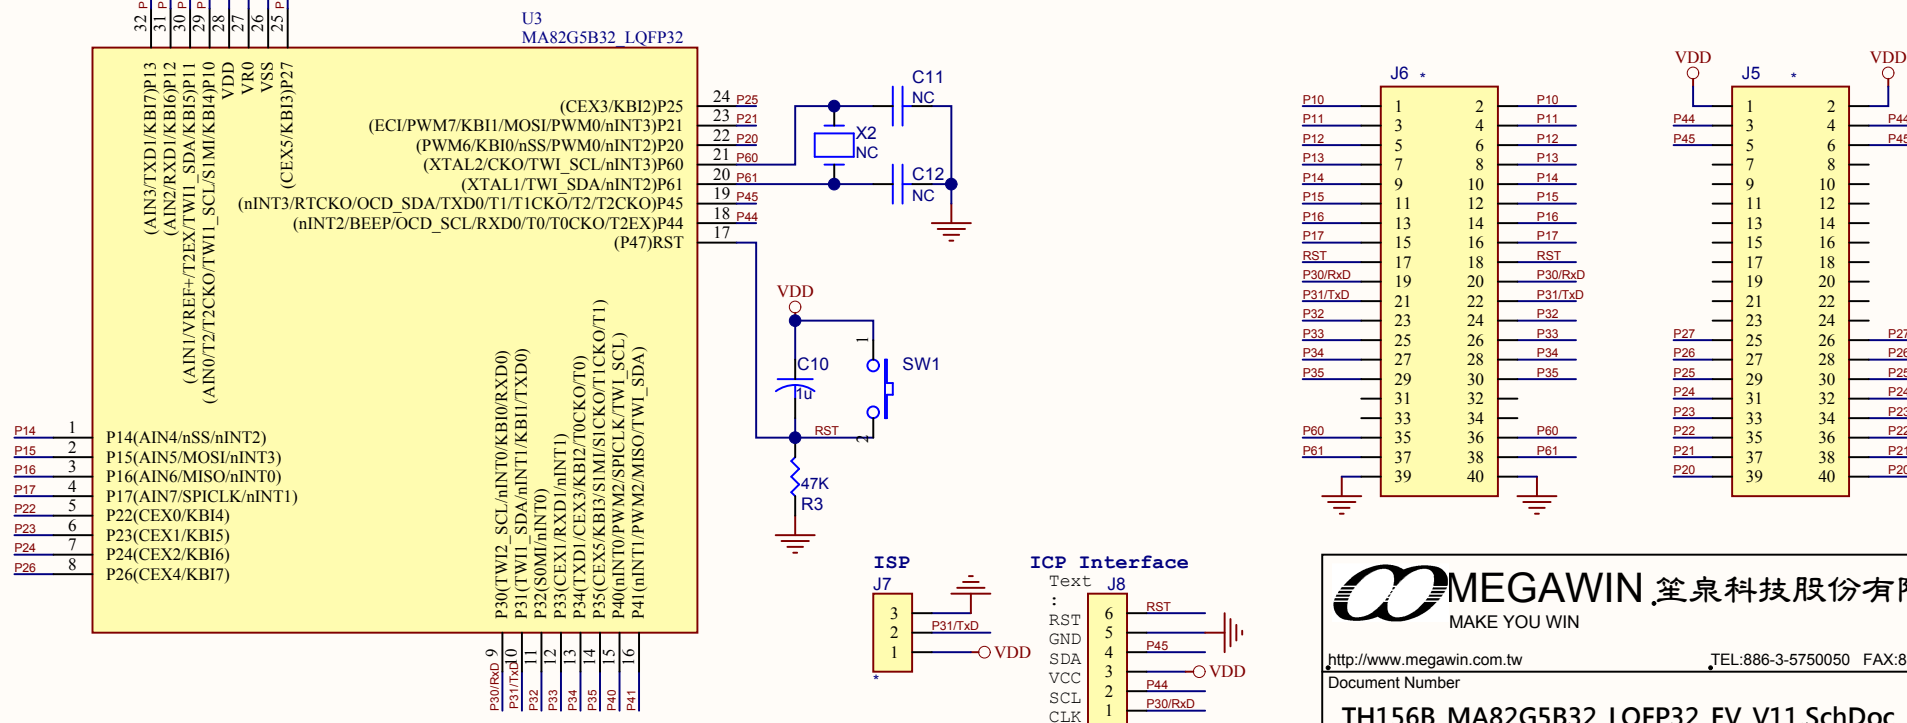 32
31
30
29
28
27
26
25
P
P
P
P
P
U3
MA82G5B32_LQFP32
(AIN3/TXD1/KBI7)P13
(AIN2/RXD1/KBI6)P12
(AIN1/VREF+/T2EX/TWI1_SDA/KBI5)P11
(AIN0/T2/T2CKO/TWI1_SCL/S1MI/KBI4)P10
VDD
VR0
VSS
(CEX5/KBI3)P27
(CEX3/KBI2)P25 24 P25
(ECI/PWM7/KBI1/MOSI/PWM0/nINT3)P21 23 P21
(PWM6/KBI0/nSS/PWM0/nINT2)P20 22 P20
(XTAL2/CKO/TWI_SCL/nINT3)P60 21 P60
(XTAL1/TWI_SDA/nINT2)P61 20 P61
(nINT3/RTCKO/OCD_SDA/TXD0/T1/T1CKO/T2/T2CKO)P45 19 P45
(nINT2/BEEP/OCD_SCL/RXD0/T0/T0CKO/T2EX)P44 18 P44
(P47)RST 17
P14 1 P14(AIN4/nSS/nINT2)
P15 2 P15(AIN5/MOSI/nINT3)
P16 3 P16(AIN6/MISO/nINT0)
P17 4 P17(AIN7/SPICLK/nINT1)
P22 5 P22(CEX0/KBI4)
P23 6 P23(CEX1/KBI5)
P24 7 P24(CEX2/KBI6)
P26 8 P26(CEX4/KBI7)
P30(TWI2_SCL/nINT0/KBI0/RXD0) 9 P30/RxD
P31(TWI1_SDA/nINT1/KBI1/TXD0) 10 P31/TxD
P32(S0MI/nINT0) 11 P32
P33(CEX1/RXD1/nINT1) 12 P33
P34(TXD1/CEX3/KBI2/T0CKO/T0) 13 P34
P35(CEX5/KBI3/S1MI/S1CKO/T1CKO/T1) 14 P35
P40(nINT0/PWM2/SPICLK/TWI_SCL) 15 P40
P41(nINT1/PWM2/MISO/TWI_SDA) 16 P41
C11
NC
X2
NC
C12
NC
VDD
C10
1u
1
SW1
2
RST
47K
R3
ISP
J7
3
2 P31/TxD
1 VDD
*
ICP Interface
Text J8
:
RST 6 RST
GND 5
SDA 4 P45
VCC 3 VDD
SCL 2 P44
CLK 1 P30/RxD
J6 *
P10 1 2 P10
P11 3 4 P11
P12 5 6 P12
P13 7 8 P13
P14 9 10 P14
P15 11 12 P15
P16 13 14 P16
P17 15 16 P17
RST 17 18 RST
P30/RxD 19 20 P30/RxD
P31/TxD 21 22 P31/TxD
P32 23 24 P32
P33 25 26 P33
P34 27 28 P34
P35 29 30 P35
31 32
33 34
P60 35 36 P60
P61 37 38 P61
39 40
VDD J5 * VDD
1 2
P44 3 4 P44
P45 5 6 P45
7 8
9 10
11 12
13 14
15 16
17 18
19 20
21 22
23 24
P27 25 26 P27
P26 27 28 P26
P25 29 30 P25
P24 31 32 P24
P23 33 34 P23
P22 35 36 P22
P21 37 38 P21
P20 39 40 P20
MEGAWIN 笙泉科技股份有
MAKE YOU WIN
http://www.megawin.com.tw TEL:886-3-5750050 FAX:8
Document Number
TH156B_MA82G5B32_LQFP32_EV_V11.SchDoc